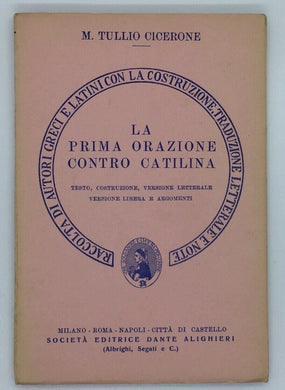 M. TULLIO CICERONE
RACCOLTA DI AUTORI GRECI E LATINI CON LA COSTRUZIONE, TRADUZIONE LETTERALE E NOTE
LA
PRIMA ORAZIONE
CONTRO CATILINA
TESTO, COSTRUZIONE, VERSIONE LETTERALE
VERSIONE LIBERA E ARGOMENTI
MILANO - ROMA - NAPOLI - CITTÀ DI CASTELLO
SOCIETÀ EDITRICE DANTE ALIGHIERI
(Albrighi, Segati e C.)